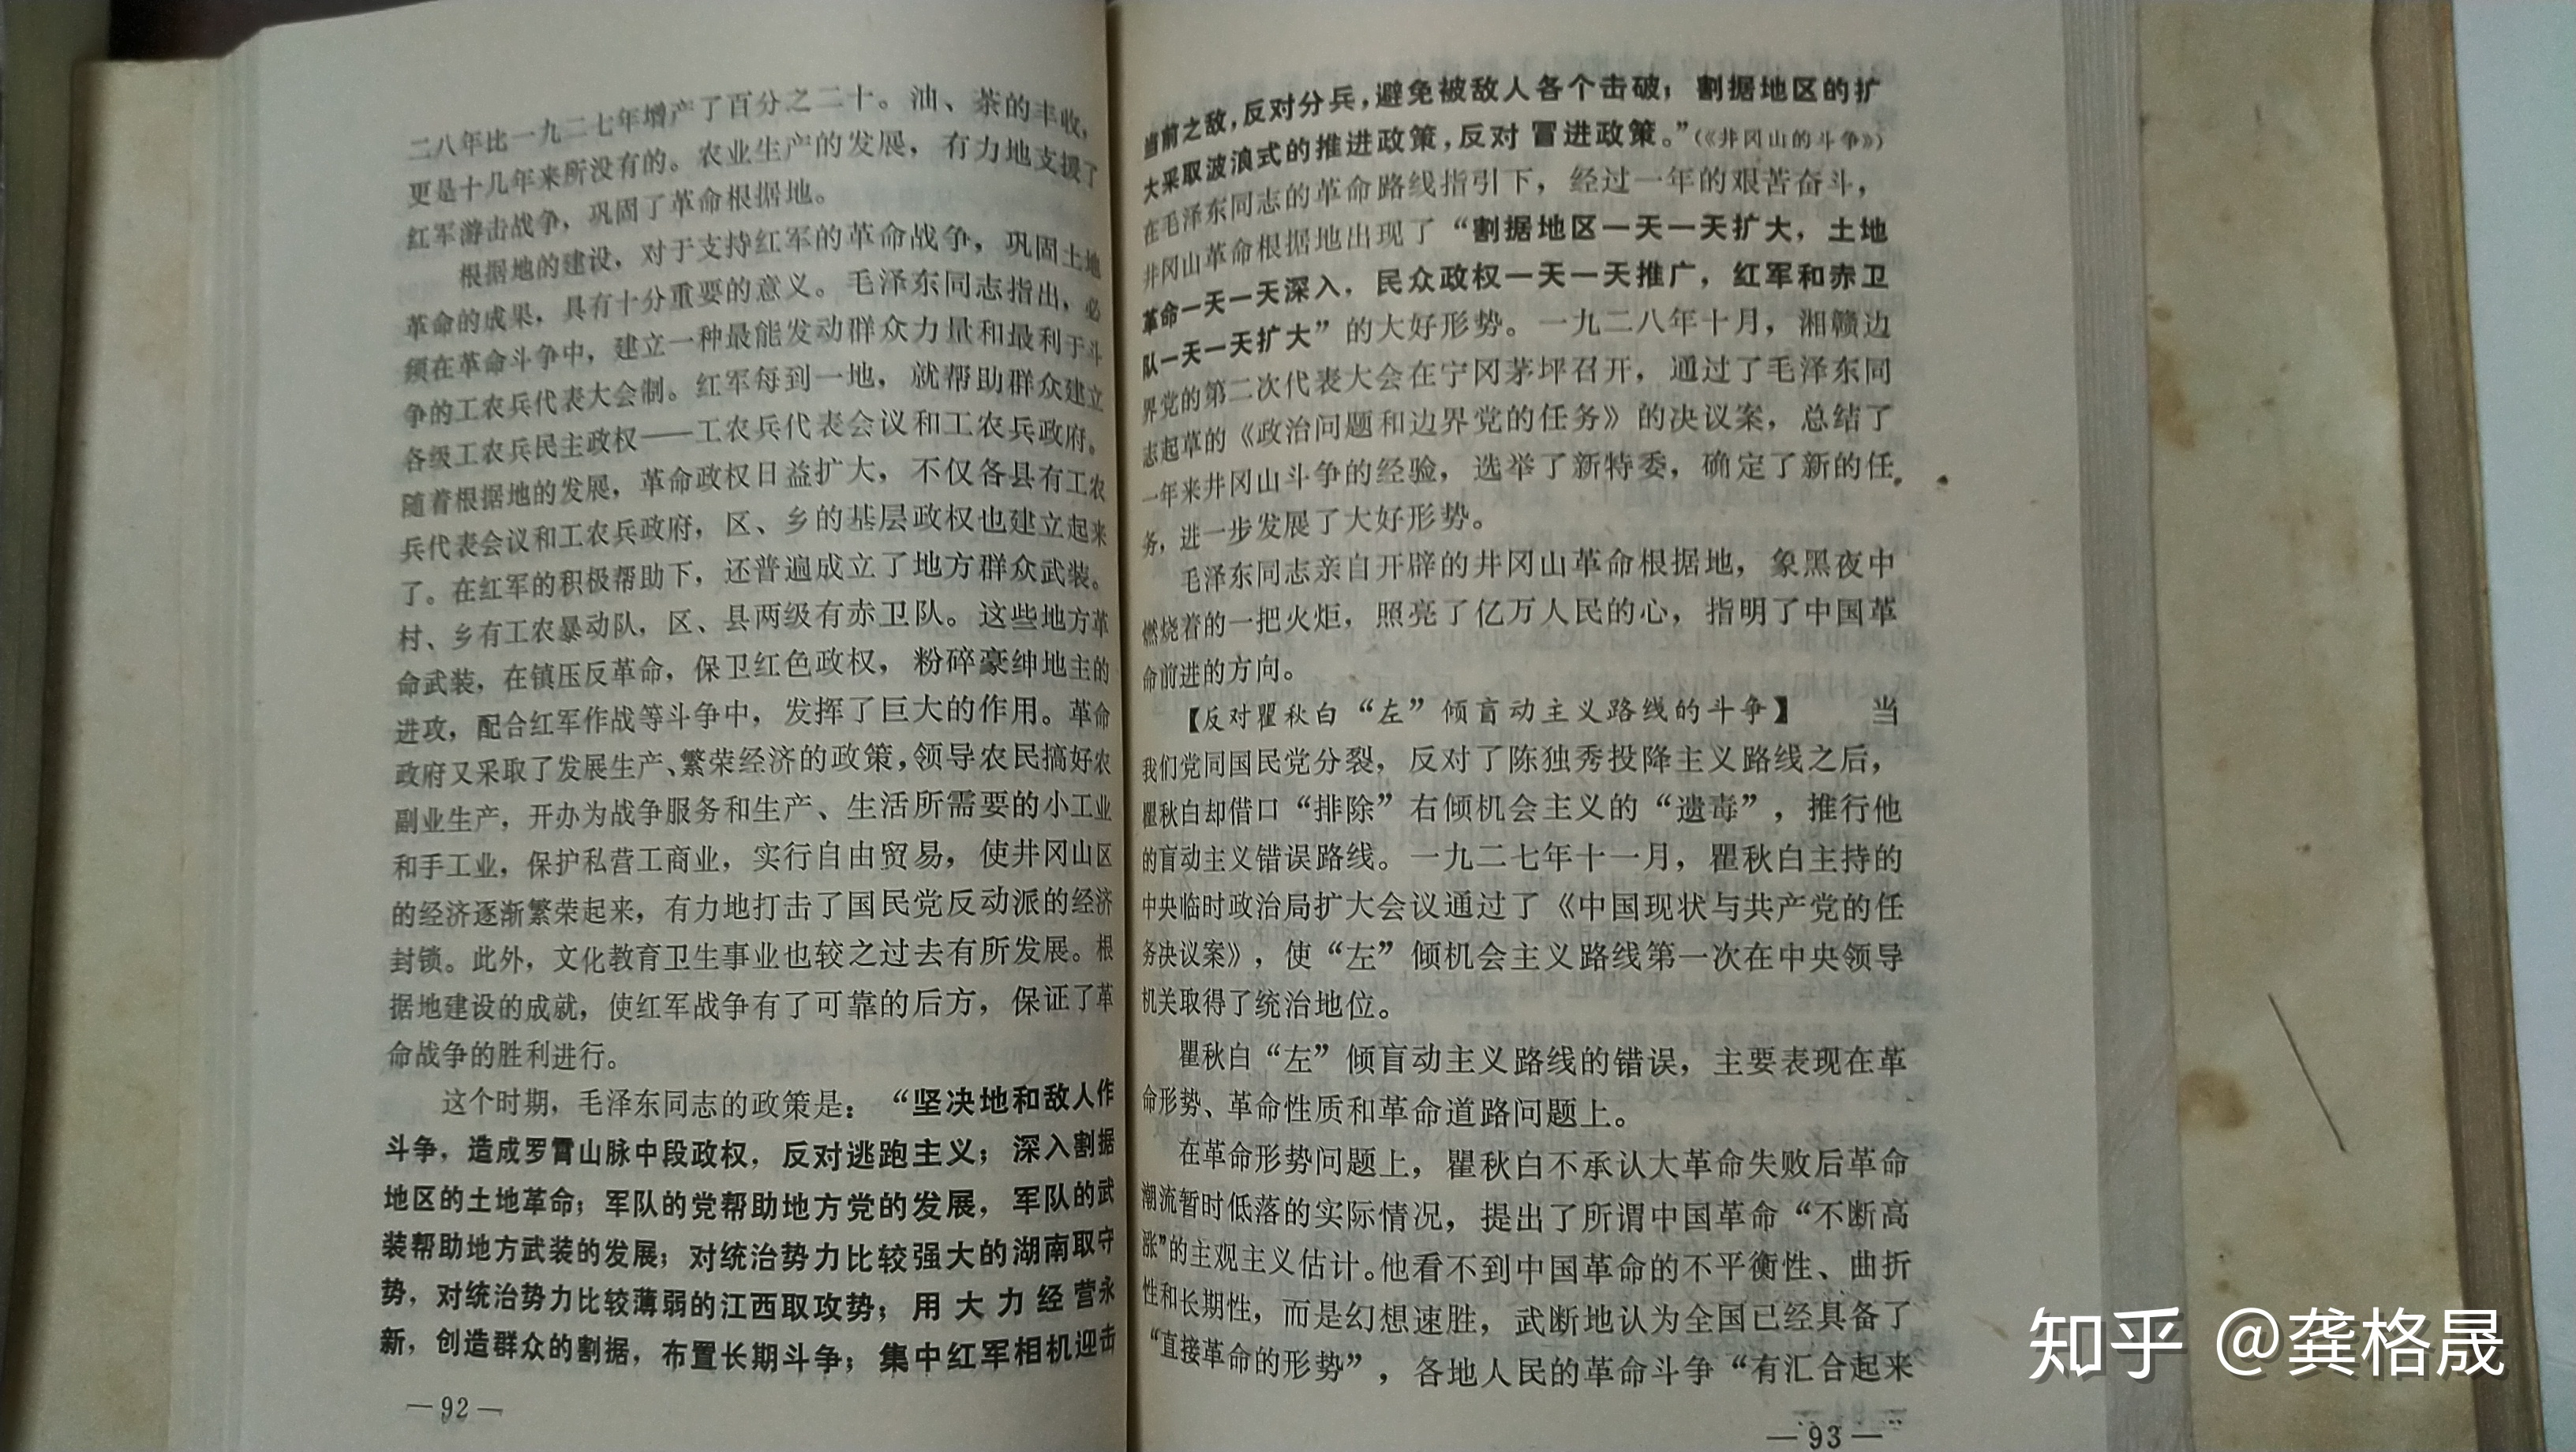 二八年比一九二七年增产了百分之二十。油、茶的丰收，
更是十几年来所没有的。农业生产的发展，有力地支援了
红军游击战争，巩固了革命根据地。
根据地的建设，对于支持红军的革命战争，巩固土地
革命的成果，具有十分重要的意义。毛泽东同志指出，必
须在革命斗争中，建立一种最能发动群众力量和最利于斗
争的工农兵代表大会制。红军每到一地，就帮助群众建立
各级工农兵民主政权——工农兵代表会议和工农兵政府。
随着根据地的发展，革命政权日益扩大，不仅各县有工农
兵代表会议和工农兵政府，区、乡的基层政权也建立起来
了。在红军的积极帮助下，还普遍成立了地方群众武装。
村、乡有工农暴动队，区、县两级有赤卫队。这些地方革
命武装，在镇压反革命，保卫红色政权，粉碎豪绅地主的
进攻，配合红军作战等斗争中，发挥了巨大的作用。革命
政府又采取了发展生产、繁荣经济的政策，领导农民搞好农
副业生产，开办为战争服务和生产、生活所需要的小工业
和手工业，保护私营工商业，实行自由贸易，使井冈山区
的经济逐渐繁荣起来，有力地打击了国民党反动派的经济
封锁。此外，文化教育卫生事业也较之过去有所发展。根
据地建设的成就，使红军战争有了可靠的后方，保证了革
命战争的胜利进行。
这个时期，毛泽东同志的政策是：“坚决地和敌人作
斗争，造成罗霄山脉中段政权，反对逃跑主义；深入割据
地区的土地革命；军队的党帮助地方党的发展，军队的武
装帮助地方武装的发展；对统治势力比较强大的湖南取守
势，对统治势力比较薄弱的江西取攻势；用大力经营永
新，创造群众的割据，布置长期斗争；集中红军相机迎击
—92—
当前之敌，反对分兵，避免被敌人各个击破；割据地区的扩
大采取波浪式的推进政策，反对冒进政策。”（《井冈山的斗争》）
在毛泽东同志的革命路线指引下，经过一年的艰苦奋斗，
井冈山革命根据地出现了“割据地区一天一天扩大，土地
革命一天一天深入，民众政权一天一天推广，红军和赤卫
队一天一天扩大”的大好形势。一九二八年十月，湘赣边
界党的第二次代表大会在宁冈茅坪召开，通过了毛泽东同
志起草的《政治问题和边界党的任务》的决议案，总结了
一年来井冈山斗争的经验，选举了新特委，确定了新的任
务，进一步发展了大好形势。
毛泽东同志亲自开辟的井冈山革命根据地，象黑夜中
燃烧着的一把火炬，照亮了亿万人民的心，指明了中国革
命前进的方向。
【反对瞿秋白“左”倾盲动主义路线的斗争】 当
我们党同国民党分裂，反对了陈独秀投降主义路线之后，
瞿秋白却借口“排除”右倾机会主义的“遗毒”，推行他
的盲动主义错误路线。一九二七年十一月，瞿秋白主持的
中央临时政治局扩大会议通过了《中国现状与共产党的任
务决议案》，使“左”倾机会主义路线第一次在中央领导
机关取得了统治地位。
瞿秋白“左”倾盲动主义路线的错误，主要表现在革
命形势、革命性质和革命道路问题上。
在革命形势问题上，瞿秋白不承认大革命失败后革命
潮流暂时低落的实际情况，提出了所谓中国革命“不断高
涨”的主观主义估计。他看不到中国革命的不平衡性、曲折
性和长期性，而是幻想速胜，武断地认为全国已经具备了
“直接革命的形势”，各地人民的革命斗争“有汇合起来
—93—
知乎 @龚格晟